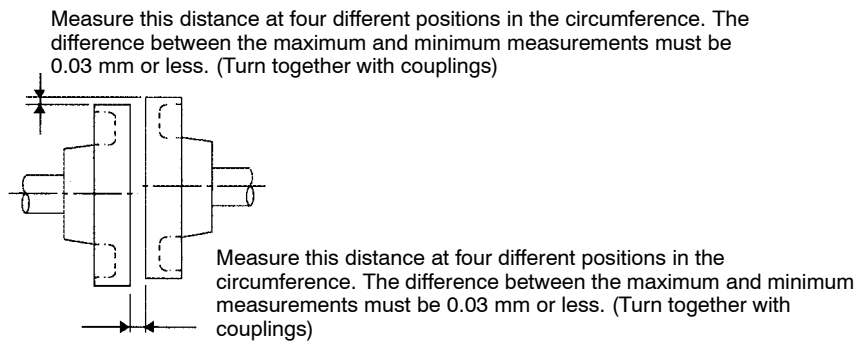 Measure this distance at four different positions in the circumference. The
difference between the maximum and minimum measurements must be
0.03 mm or less. (Turn together with couplings)
Measure this distance at four different positions in the
circumference. The difference between the maximum and minimum
measurements must be 0.03 mm or less. (Turn together with
couplings)